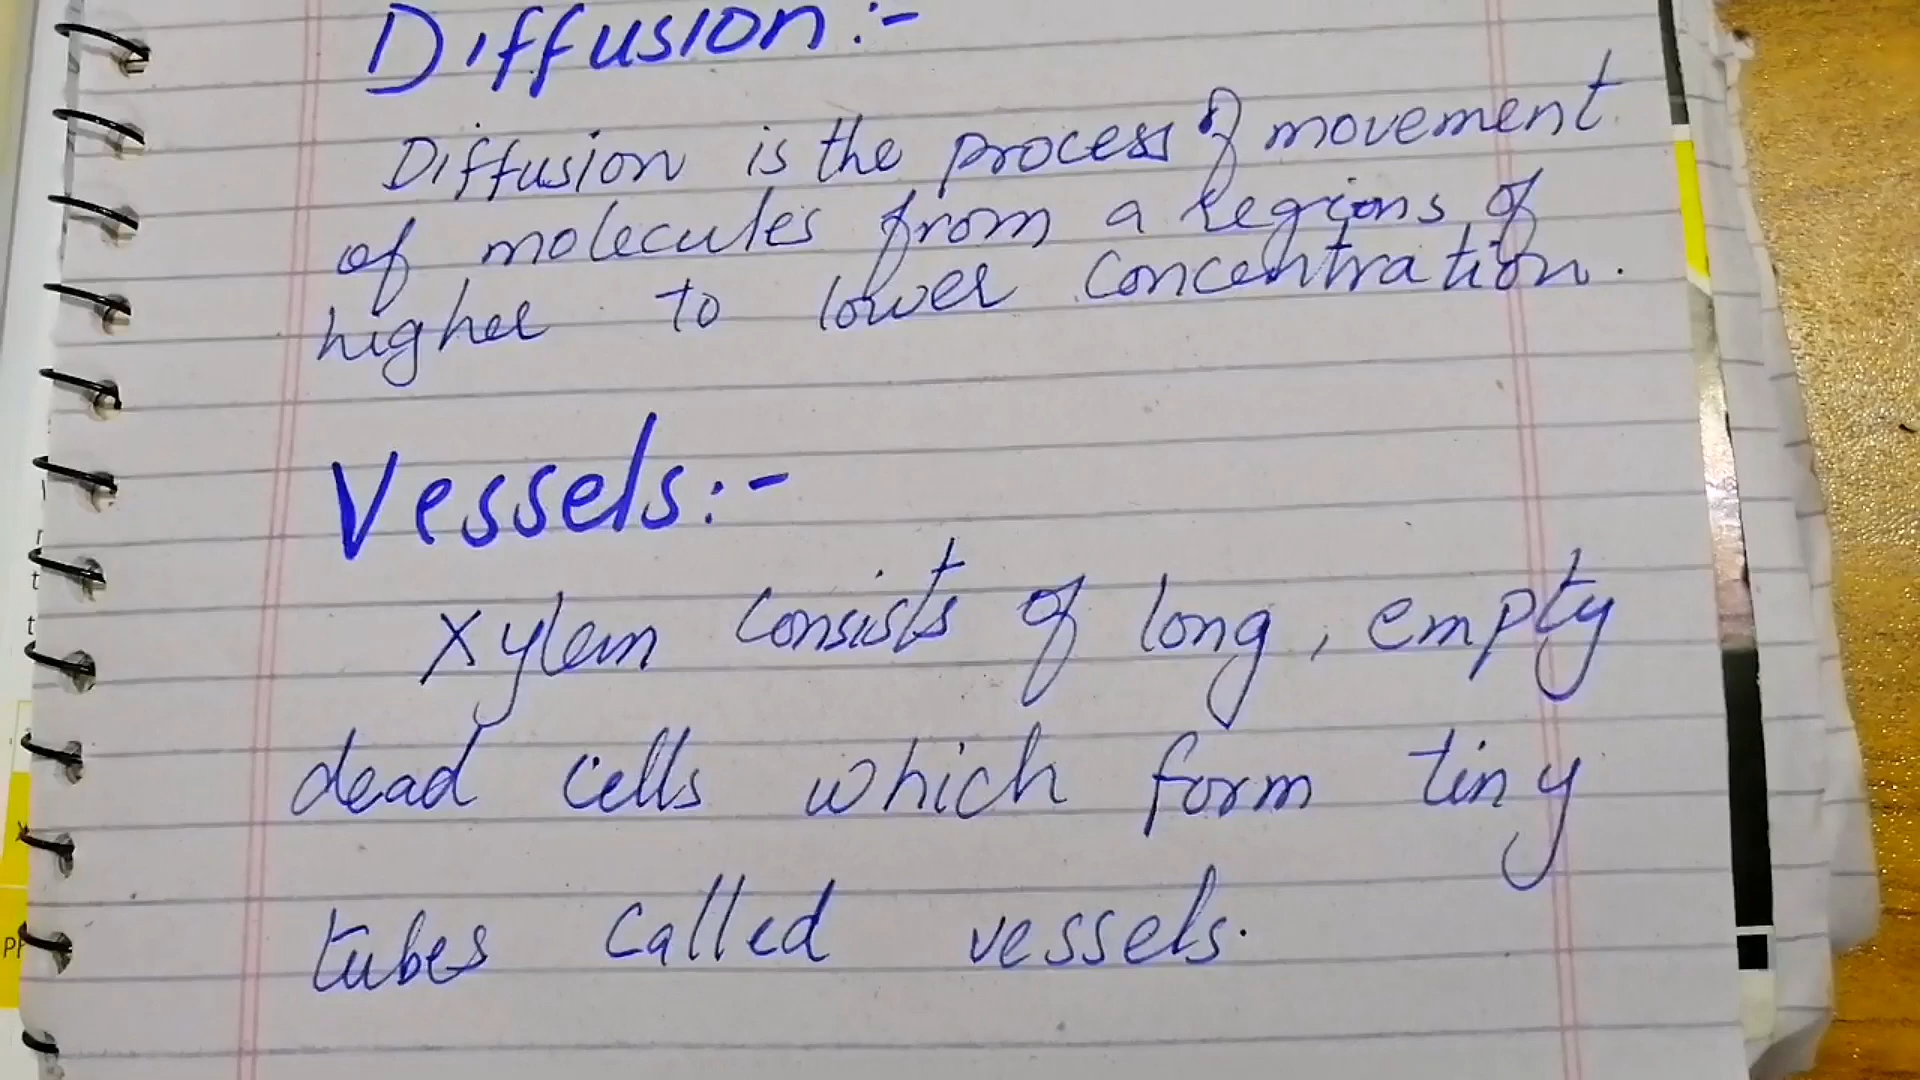 Diffusion:-
Diffusion is the process of movement
of molecules from a regions of
higher to lower concentration.
Vessels:-
Xylem consists of long, empty
dead cells which form tiny
tubes called vessels.